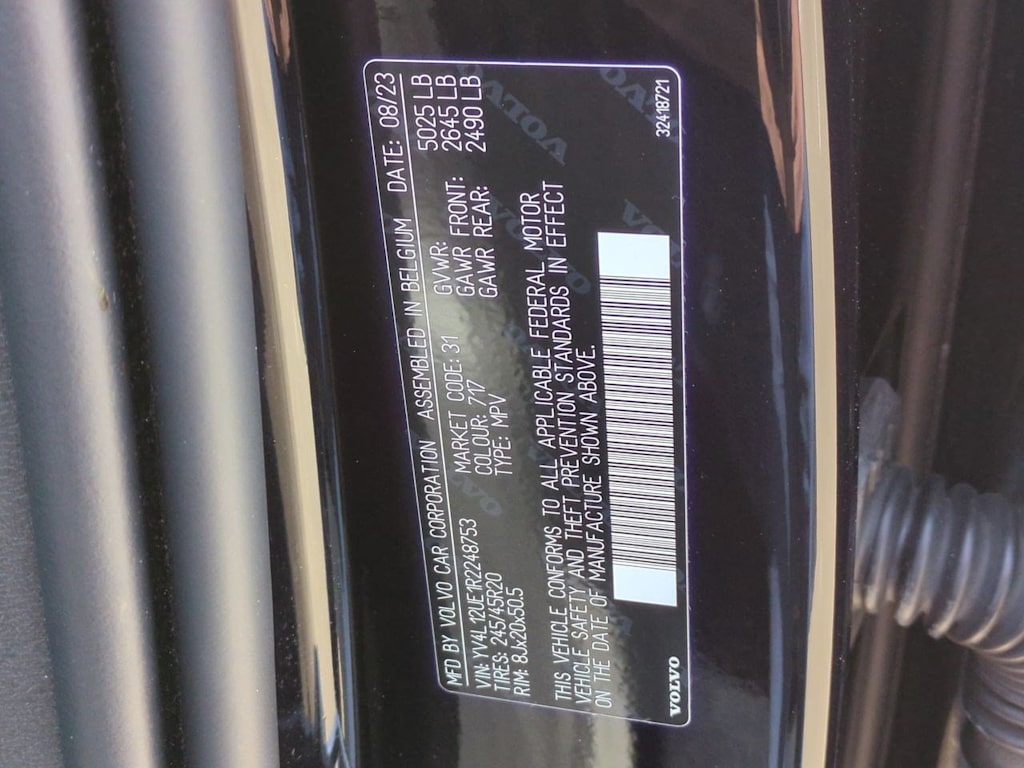 MFD BY VOLVO CAR CORPORATION ASSEMBLED IN BELGIUM DATE: 08/23
VIN: YV4L12UE1R2248753 MARKET CODE: 31 GVWR: 5025 LB
TIRES: 245/45R20 COLOUR: 717 GAWR FRONT: 2645 LB
RIM: 8Jx20x50.5 TYPE: MPV GAWR REAR: 2490 LB
THIS VEHICLE CONFORMS TO ALL APPLICABLE FEDERAL MOTOR
VEHICLE SAFETY AND THEFT PREVENTION STANDARDS IN EFFECT
ON THE DATE OF MANUFACTURE SHOWN ABOVE.
VOLVO 32418721